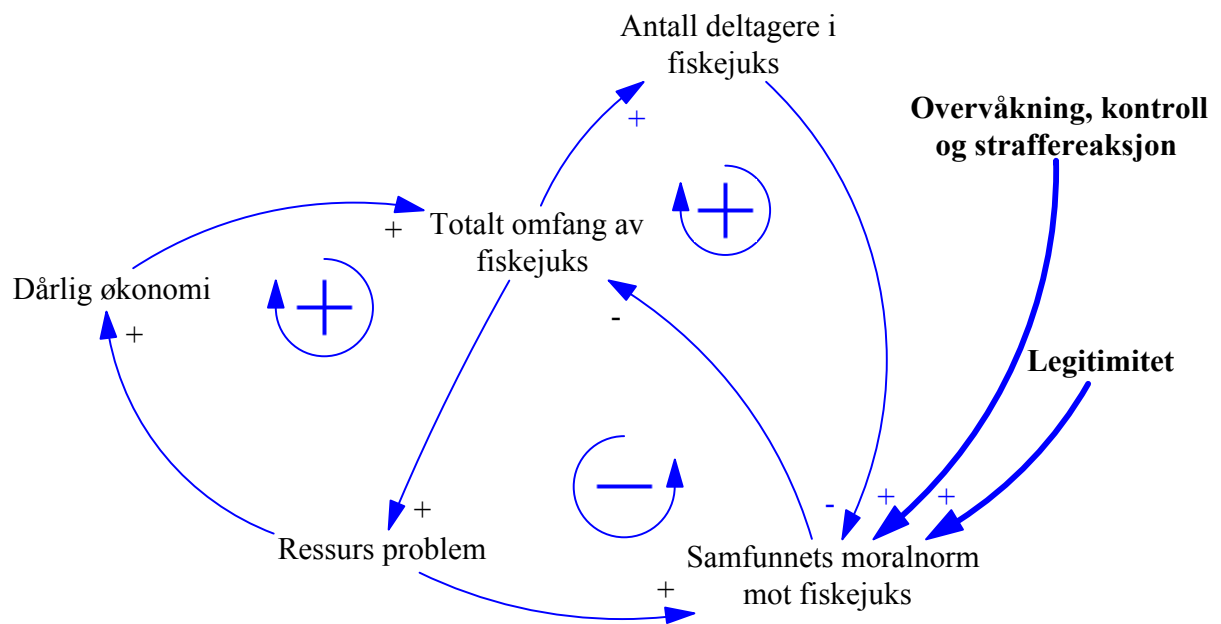 Antall deltagere i
fiskejuks
Overvåkning, kontroll
og straffereaksjon
+
+
Totalt omfang av
fiskejuks
+
+
Dårlig økonomi
+
+
-
Legitimitet
−
+
-
+
+
Ressurs problem
Samfunnets moralnorm
mot fiskejuks
+